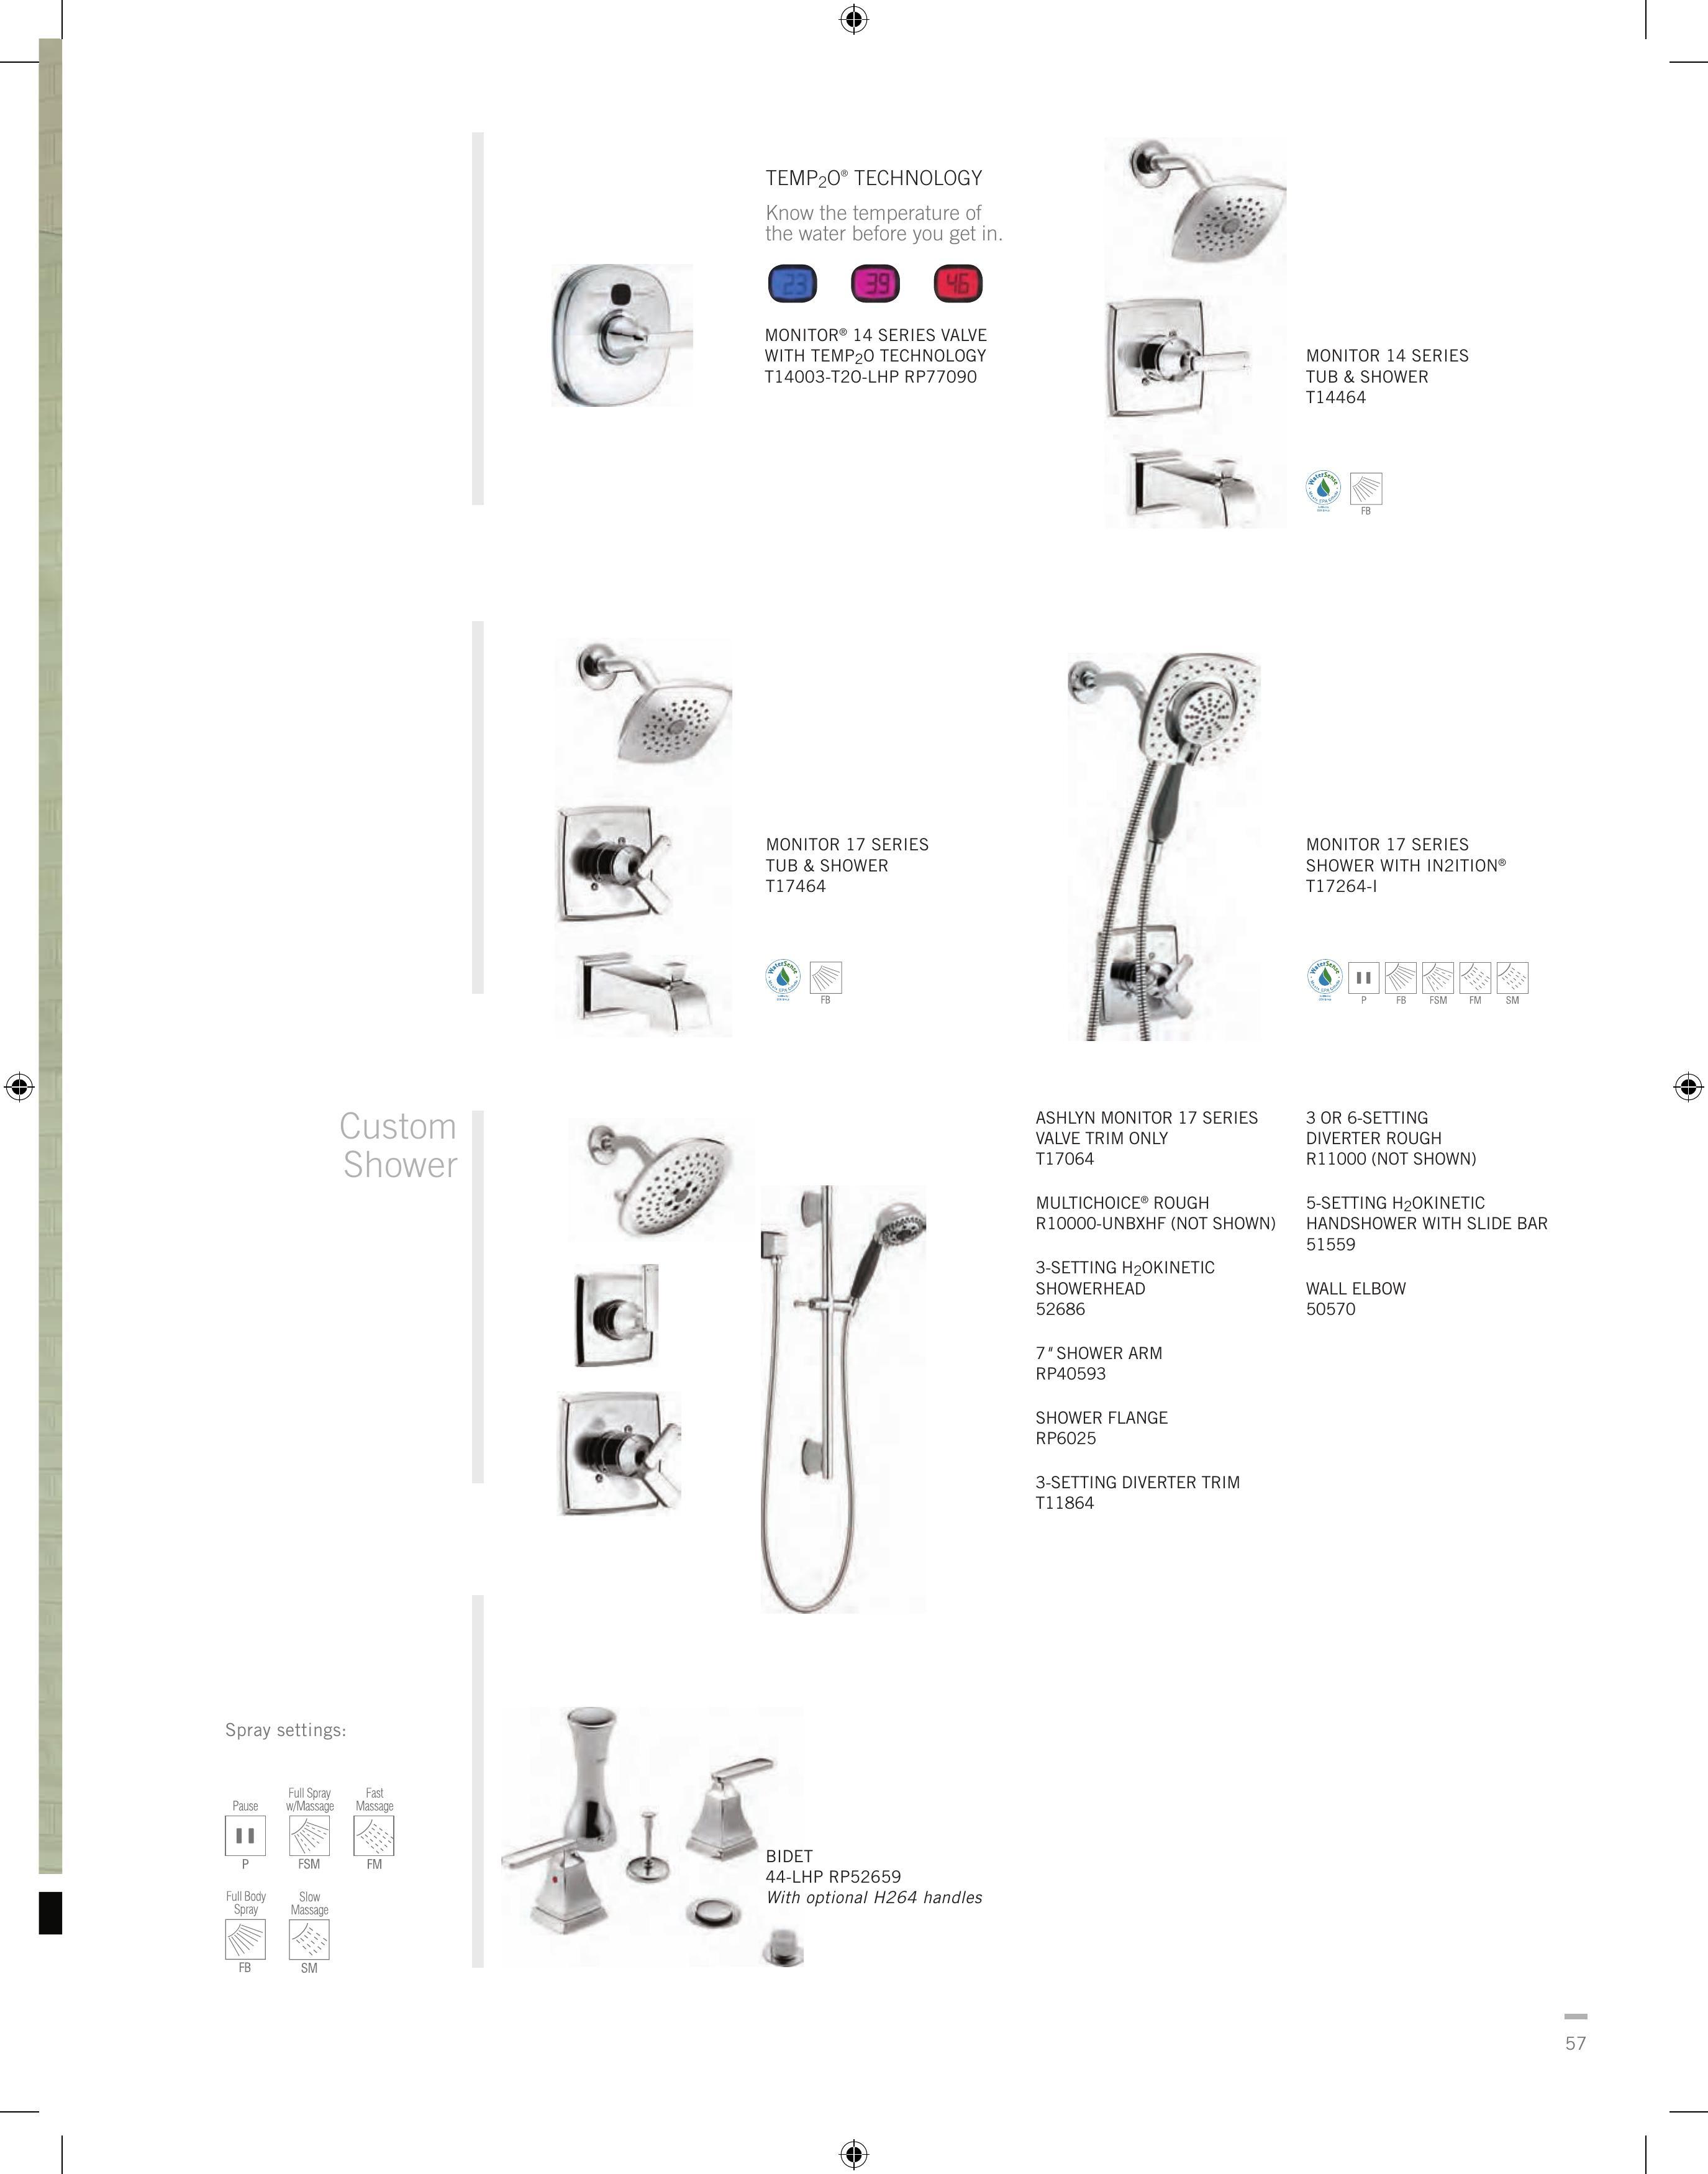 TEMP2O® TECHNOLOGY
Know the temperature of
the water before you get in.
23 39 46
MONITOR® 14 SERIES VALVE
WITH TEMP2O TECHNOLOGY
T14003-T2O-LHP RP77090
MONITOR 14 SERIES
TUB & SHOWER
T14464
WaterSense
FB
MONITOR 17 SERIES
TUB & SHOWER
T17464
WaterSense
FB
MONITOR 17 SERIES
SHOWER WITH IN2ITION®
T17264-I
WaterSense
P FB FSM FM SM
Custom
Shower
ASHLYN MONITOR 17 SERIES
VALVE TRIM ONLY
T17064
MULTICHOICE® ROUGH
R10000-UNBXHF (NOT SHOWN)
3-SETTING H2OKINETIC
SHOWERHEAD
52686
7" SHOWER ARM
RP40593
SHOWER FLANGE
RP6025
3-SETTING DIVERTER TRIM
T11864
3 OR 6-SETTING
DIVERTER ROUGH
R11000 (NOT SHOWN)
5-SETTING H2OKINETIC
HANDSHOWER WITH SLIDE BAR
51559
WALL ELBOW
50570
Spray settings:
Pause
P
Full Spray
w/Massage
FSM
Fast
Massage
FM
Full Body
Spray
FB
Slow
Massage
SM
BIDET
44-LHP RP52659
With optional H264 handles
57